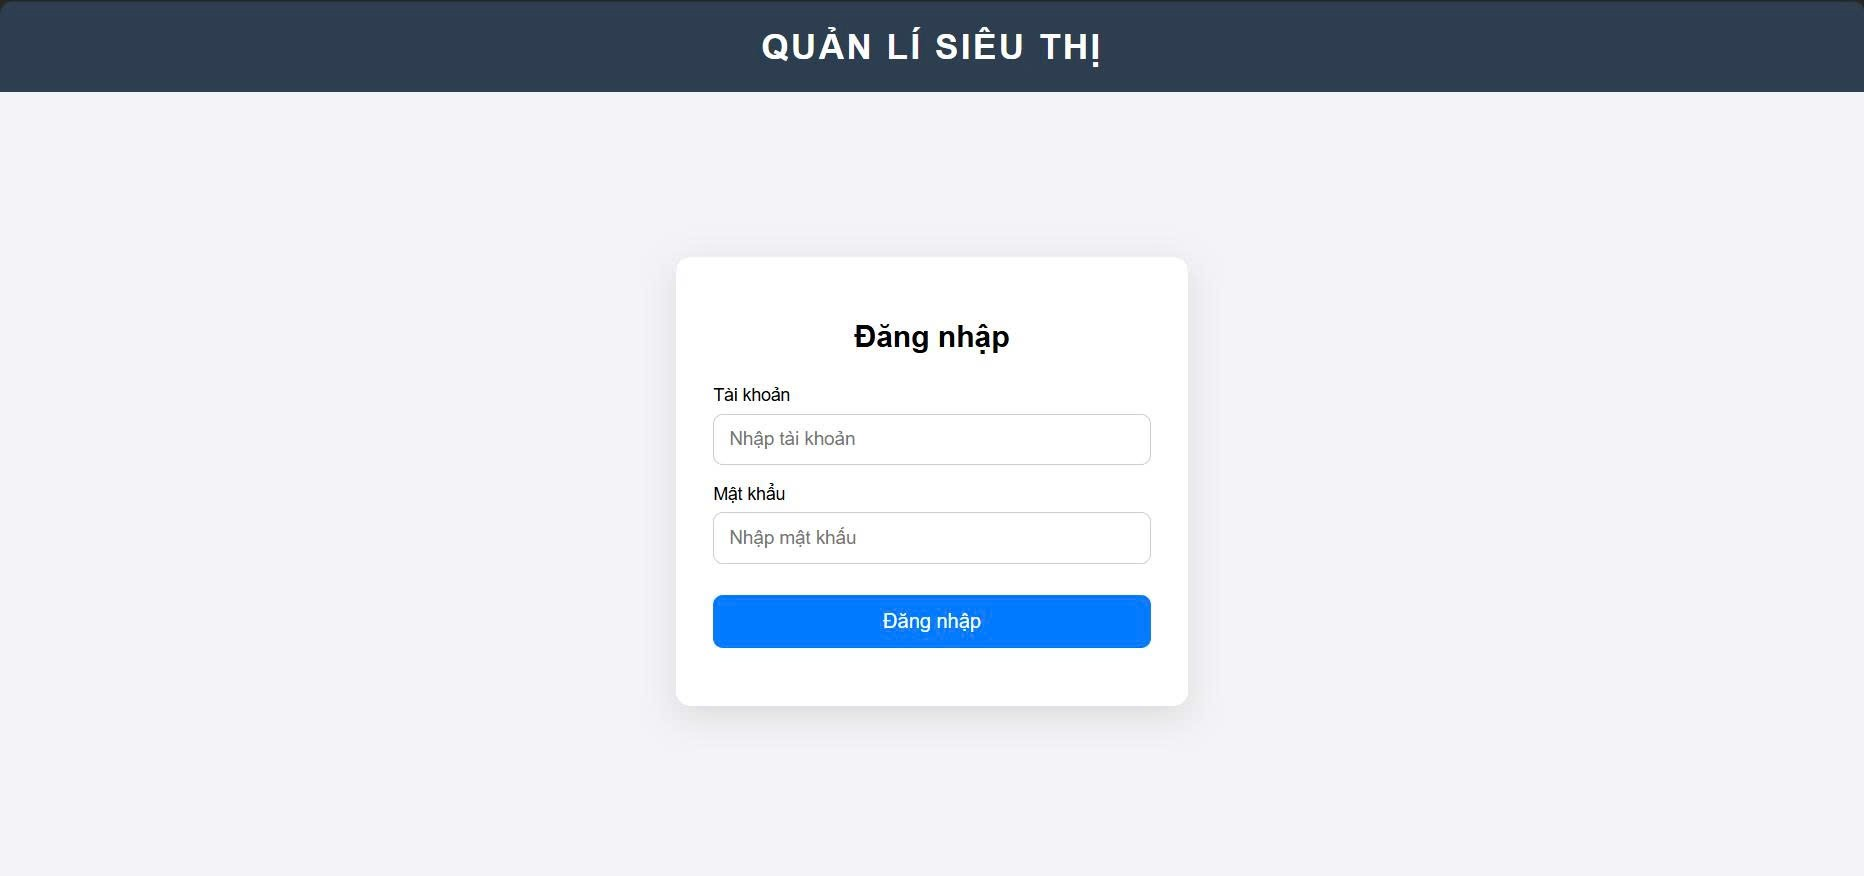 QUẢN LÍ SIÊU THỊ
Đăng nhập
Tài khoản
Nhập tài khoản
Mật khẩu
Nhập mật khẩu
Đăng nhập